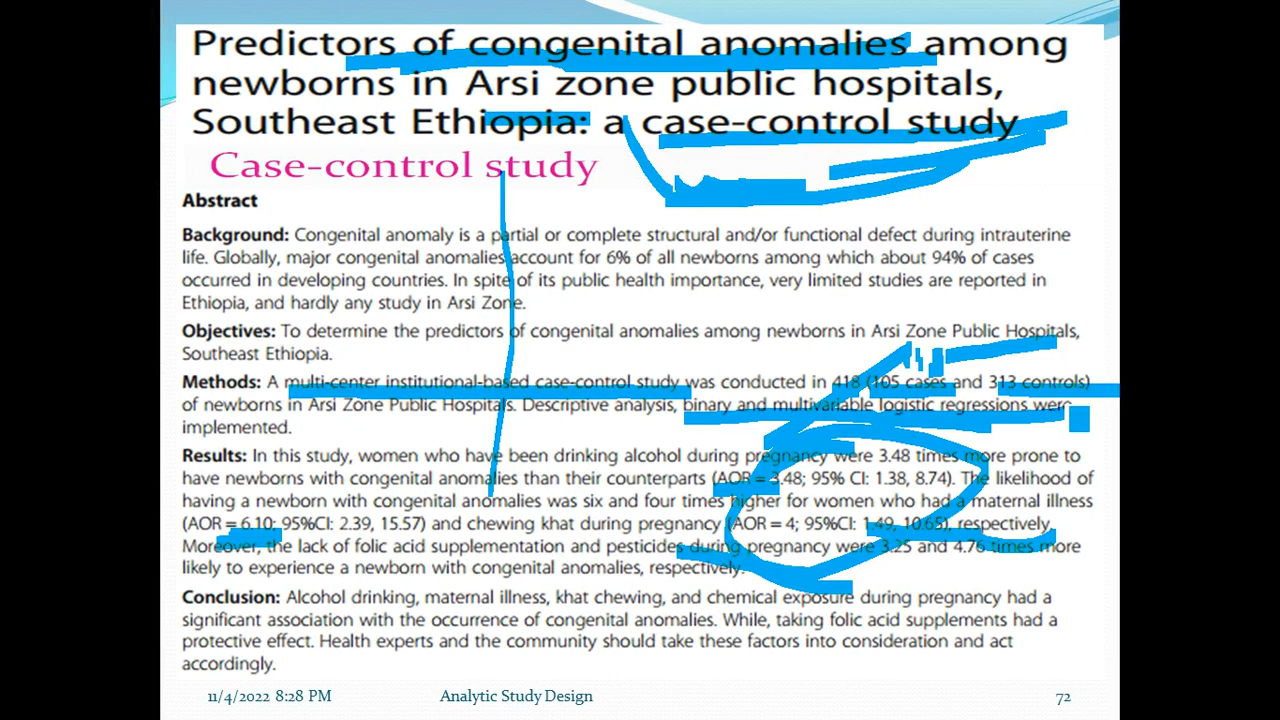 Predictors of congenital anomalies among
newborns in Arsi zone public hospitals,
Southeast Ethiopia: a case-control study
Case-control study
Abstract
Background: Congenital anomaly is a partial or complete structural and/or functional defect during intrauterine
life. Globally, major congenital anomalies account for 6% of all newborns among which about 94% of cases
occurred in developing countries. In spite of its public health importance, very limited studies are reported in
Ethiopia, and hardly any study in Arsi Zone.
Objectives: To determine the predictors of congenital anomalies among newborns in Arsi Zone Public Hospitals,
Southeast Ethiopia.
Methods: A multi-center institutional-based case-control study was conducted in 418 (105 cases and 313 controls)
of newborns in Arsi Zone Public Hospitals. Descriptive analysis, binary and multivariable logistic regressions were
implemented.
Results: In this study, women who have been drinking alcohol during pregnancy were 3.48 times more prone to
have newborns with congenital anomalies than their counterparts (AOR = 3.48; 95% CI: 1.38, 8.74). The likelihood of
having a newborn with congenital anomalies was six and four times higher for women who had a maternal illness
(AOR = 6.10; 95%CI: 2.39, 15.57) and chewing khat during pregnancy (AOR = 4; 95%CI: 1.49, 10.65), respectively.
Moreover, the lack of folic acid supplementation and pesticides during pregnancy were 3.25 and 4.76 times more
likely to experience a newborn with congenital anomalies, respectively.
Conclusion: Alcohol drinking, maternal illness, khat chewing, and chemical exposure during pregnancy had a
significant association with the occurrence of congenital anomalies. While, taking folic acid supplements had a
protective effect. Health experts and the community should take these factors into consideration and act
accordingly.
11/4/2022 8:28 PM Analytic Study Design 72